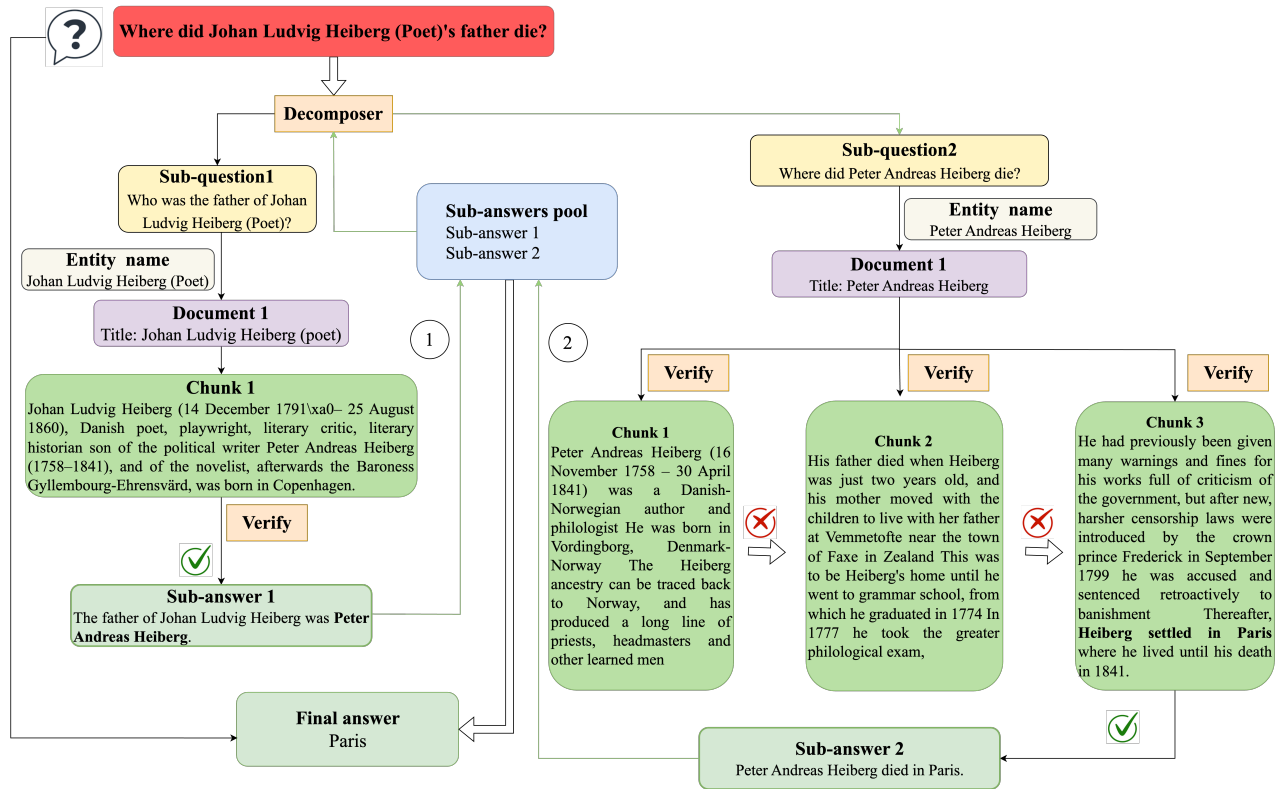 ?
Where did Johan Ludvig Heiberg (Poet)'s father die?
Decomposer
Sub-question1
Who was the father of Johan
Ludvig Heiberg (Poet)?
Entity name
Johan Ludvig Heiberg (Poet)
Document 1
Title: Johan Ludvig Heiberg (poet)
Chunk 1
Johan Ludvig Heiberg (14 December 1791\xa0– 25 August
1860), Danish poet, playwright, literary critic, literary
historian son of the political writer Peter Andreas Heiberg
(1758–1841), and of the novelist, afterwards the Baroness
Gyllembourg-Ehrensvärd, was born in Copenhagen.
Verify
Sub-answer 1
The father of Johan Ludvig Heiberg was Peter
Andreas Heiberg.
Sub-answers pool
Sub-answer 1
Sub-answer 2
1
2
Sub-question2
Where did Peter Andreas Heiberg die?
Entity name
Peter Andreas Heiberg
Document 1
Title: Peter Andreas Heiberg
Verify
Verify
Verify
Chunk 1
Peter Andreas Heiberg (16
November 1758 – 30 April
1841) was a Danish-
Norwegian author and
philologist He was born in
Vordingborg, Denmark-
Norway The Heiberg
ancestry can be traced back
to Norway, and has
produced a long line of
priests, headmasters and
other learned men
Chunk 2
His father died when Heiberg
was just two years old, and
his mother moved with the
children to live with her father
at Vemmetofte near the town
of Faxe in Zealand This was
to be Heiberg's home until he
went to grammar school, from
which he graduated in 1774 In
1777 he took the greater
philological exam,
Chunk 3
He had previously been given
many warnings and fines for
his works full of criticism of
the government, but after new,
harsher censorship laws were
introduced by the crown
prince Frederick in September
1799 he was accused and
sentenced retroactively to
banishment Thereafter,
Heiberg settled in Paris
where he lived until his death
in 1841.
Sub-answer 2
Peter Andreas Heiberg died in Paris.
Final answer
Paris